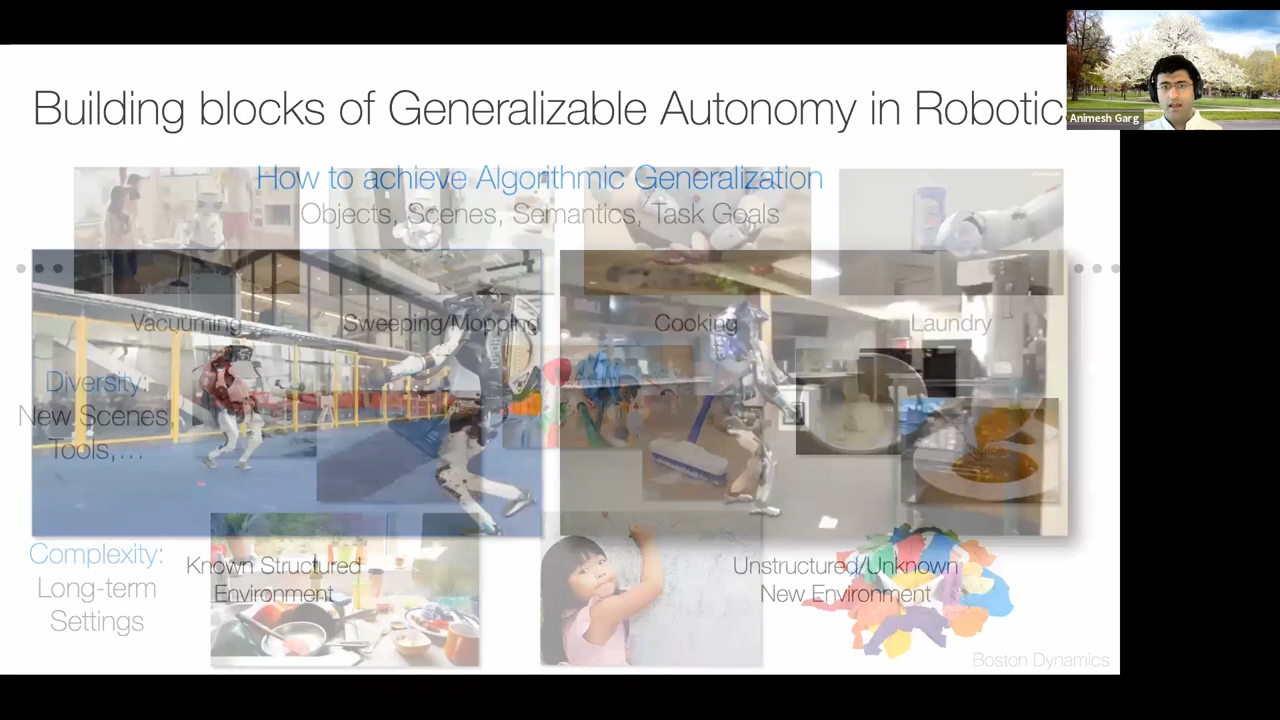 Building blocks of Generalizable Autonomy in Robotic
Animesh Garg
How to achieve Algorithmic Generalization
Objects, Scenes, Semantics, Task Goals
Vacuuming
Sweeping/Mopping
Cooking
Laundry
Diversity:
New Scenes,
Tools,...
Complexity:
Long-term
Settings
Known Structured
Environment
Unstructured/Unknown
New Environment
Boston Dynamics